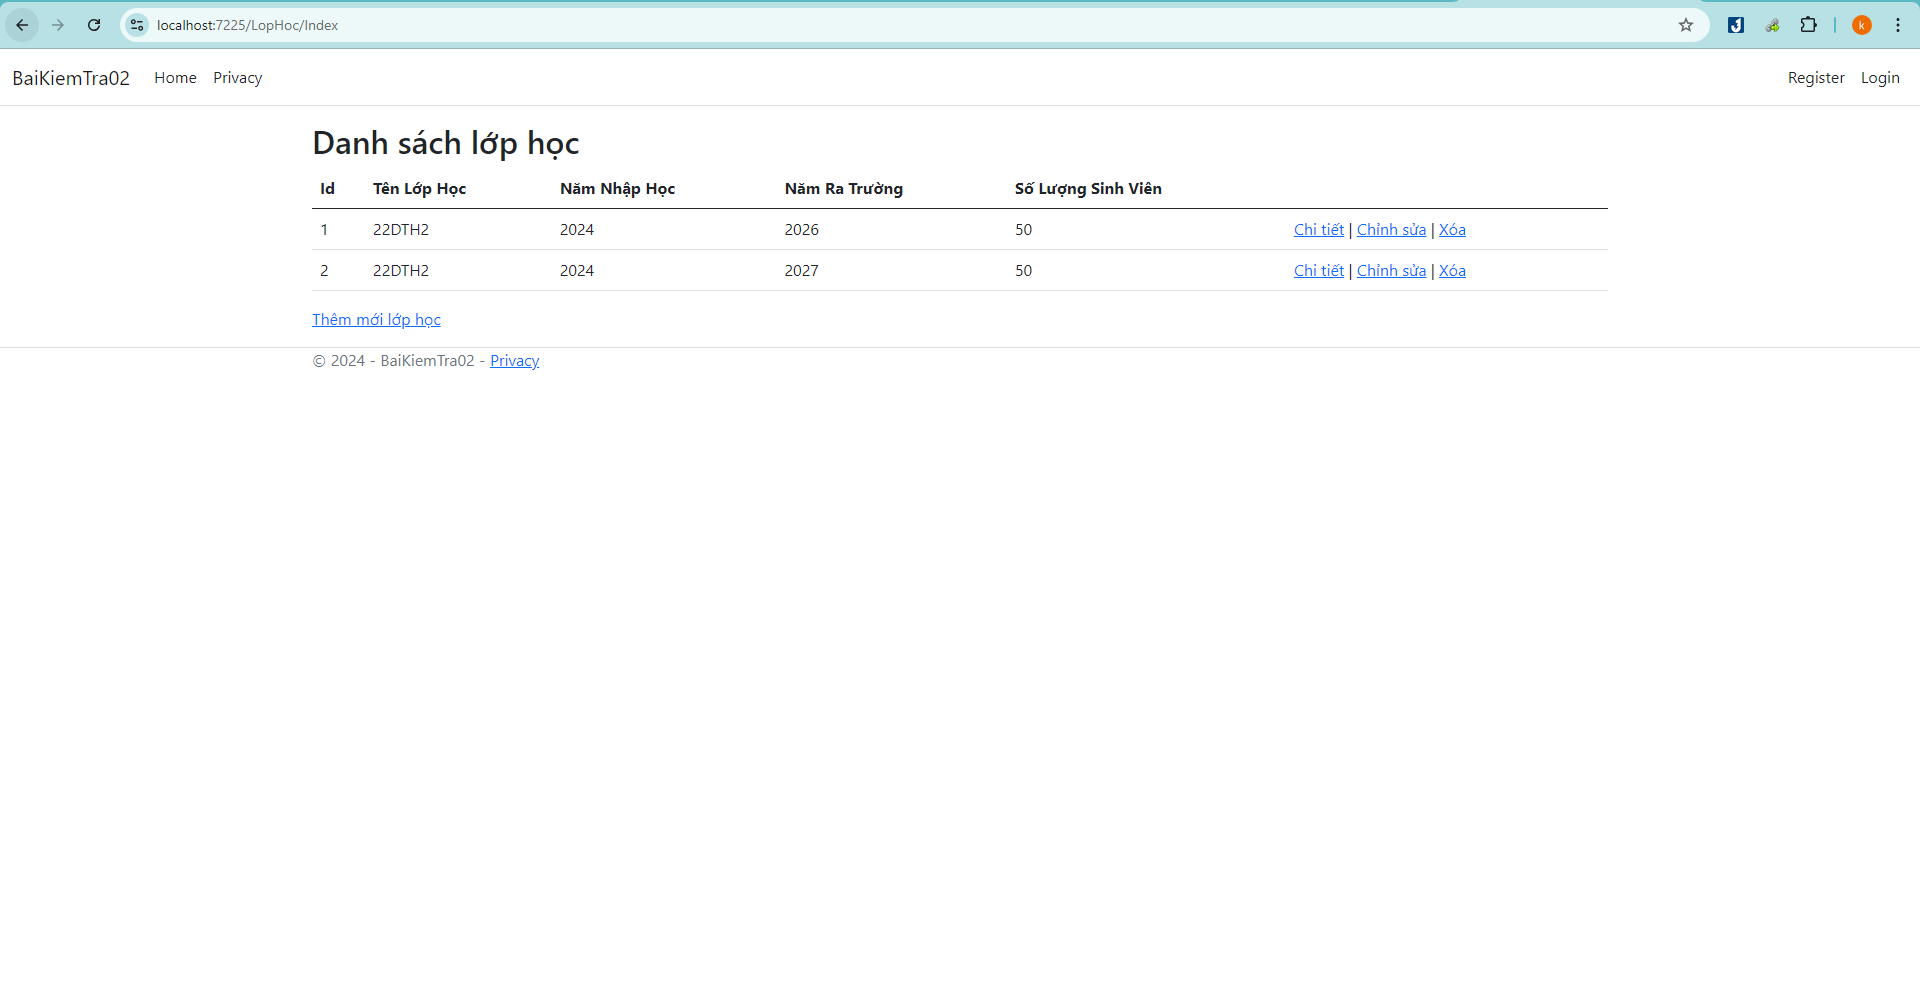 localhost:7225/LopHoc/Index
k
BaiKiemTra02 Home Privacy Register Login
Danh sách lớp học
Id Tên Lớp Học Năm Nhập Học Năm Ra Trường Số Lượng Sinh Viên
1 22DTH2 2024 2026 50 Chi tiết | Chỉnh sửa | Xóa
2 22DTH2 2024 2027 50 Chi tiết | Chỉnh sửa | Xóa
Thêm mới lớp học
© 2024 - BaiKiemTra02 - Privacy